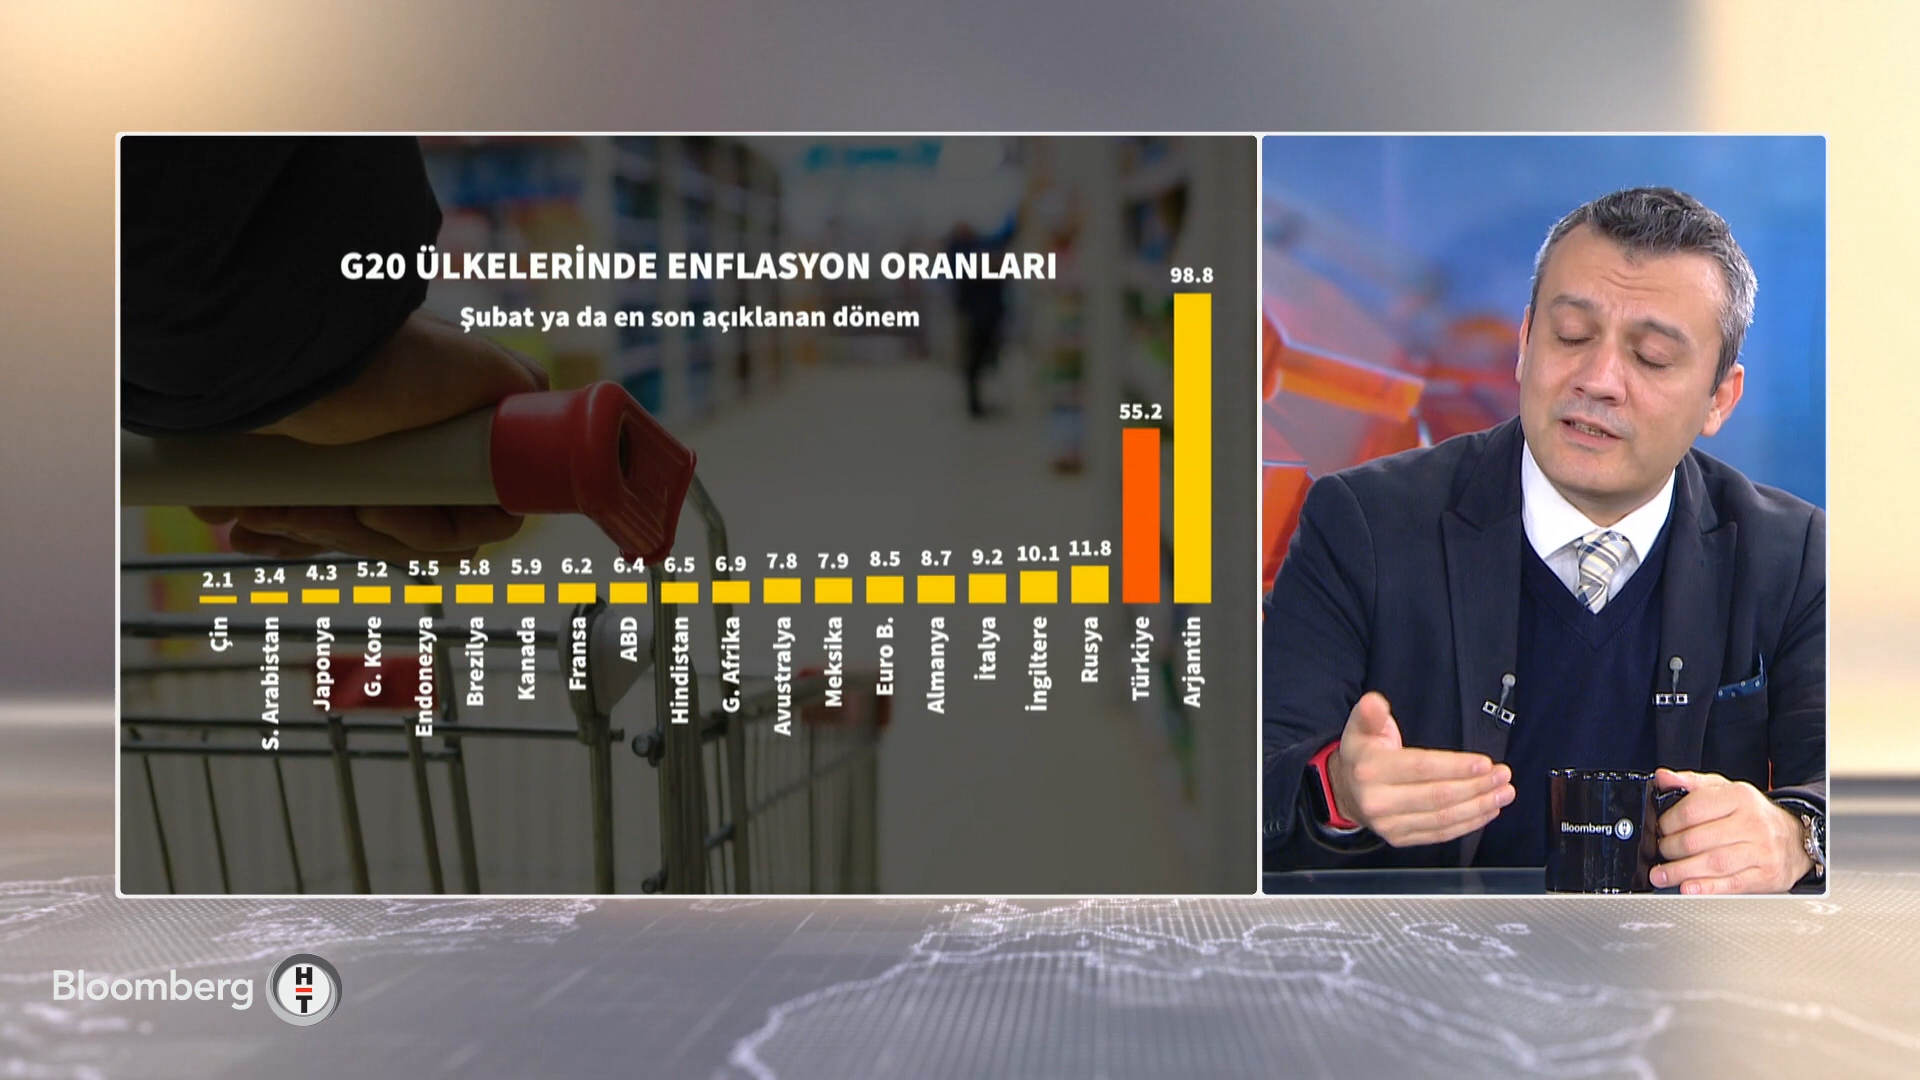 G20 ÜLKELERİNDE ENFLASYON ORANLARI
Şubat ya da en son açıklanan dönem
2.1
3.4
4.3
5.2
5.5
5.8
5.9
6.2
6.4
6.5
6.9
7.8
7.9
8.5
8.7
9.2
10.1
11.8
55.2
98.8
Çin
S. Arabistan
Japonya
G. Kore
Endonezya
Brezilya
Kanada
Fransa
ABD
Hindistan
G. Afrika
Avustralya
Meksika
Euro B.
Almanya
İtalya
İngiltere
Rusya
Türkiye
Arjantin
Bloomberg HT
Bloomberg HT